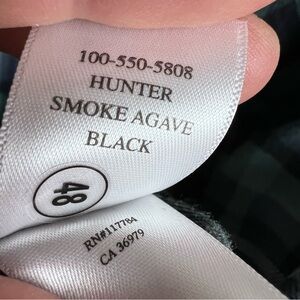 100-550-5808
HUNTER
SMOKE AGAVE
BLACK
48
RN#117784
CA 36979